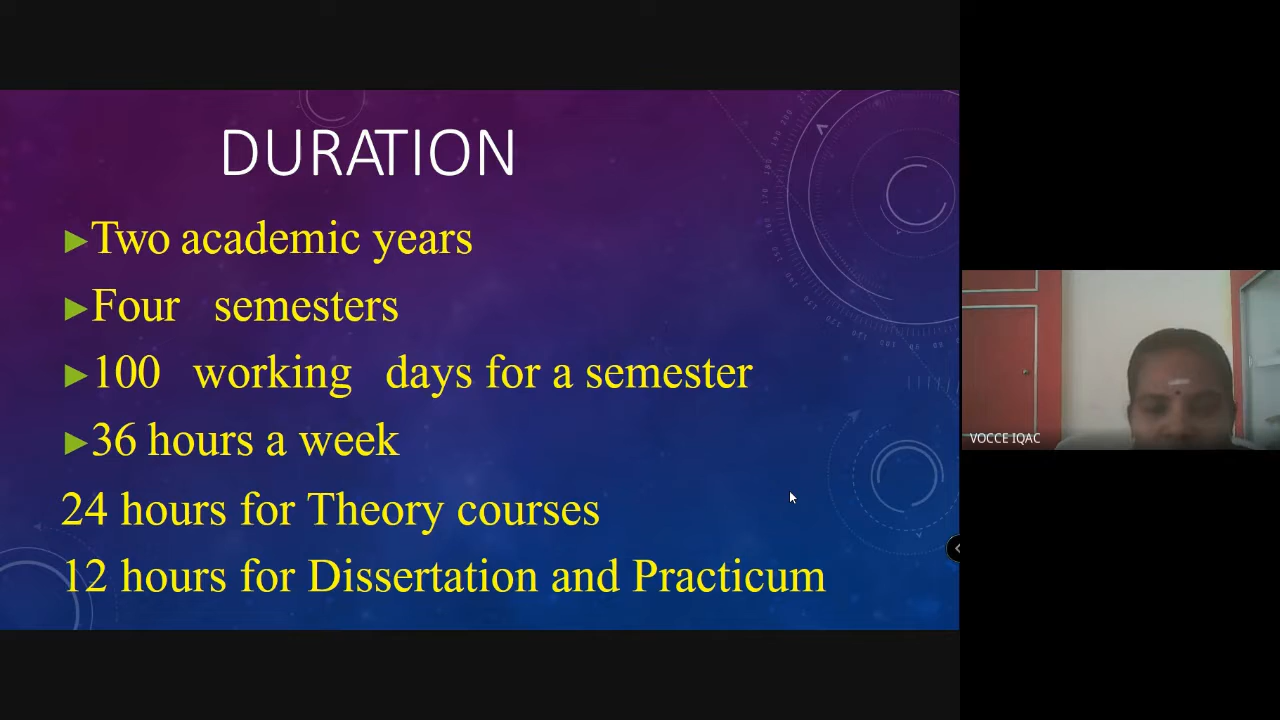 DURATION
Two academic years
Four semesters
100 working days for a semester
36 hours a week
24 hours for Theory courses
12 hours for Dissertation and Practicum
VOCCE IQAC